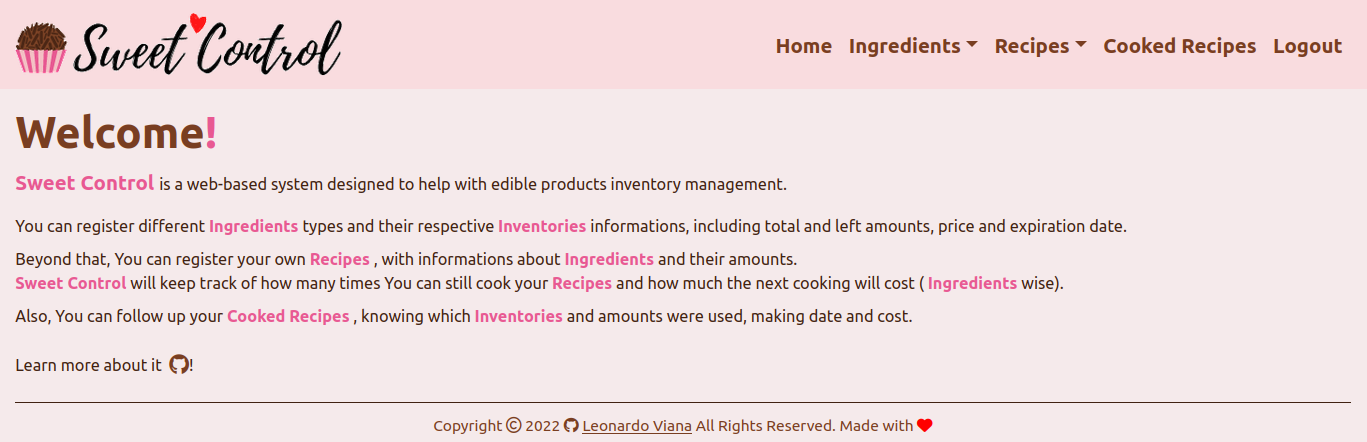 Sweet Control
Home Ingredients Recipes Cooked Recipes Logout
Welcome!
Sweet Control is a web-based system designed to help with edible products inventory management.
You can register different Ingredients types and their respective Inventories informations, including total and left amounts, price and expiration date.
Beyond that, You can register your own Recipes , with informations about Ingredients and their amounts.
Sweet Control will keep track of how many times You can still cook your Recipes and how much the next cooking will cost ( Ingredients wise).
Also, You can follow up your Cooked Recipes , knowing which Inventories and amounts were used, making date and cost.
Learn more about it !
Copyright © 2022 Leonardo Viana All Rights Reserved. Made with